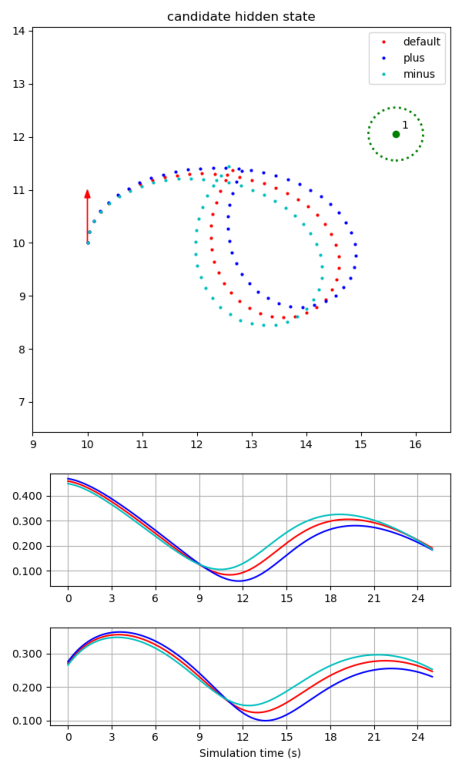 candidate hidden state
14
13
12
11
10
9
8
7
9 10 11 12 13 14 15 16
default
plus
minus
1
0.400
0.300
0.200
0.100
0 3 6 9 12 15 18 21 24
0.300
0.200
0.100
0 3 6 9 12 15 18 21 24
Simulation time (s)